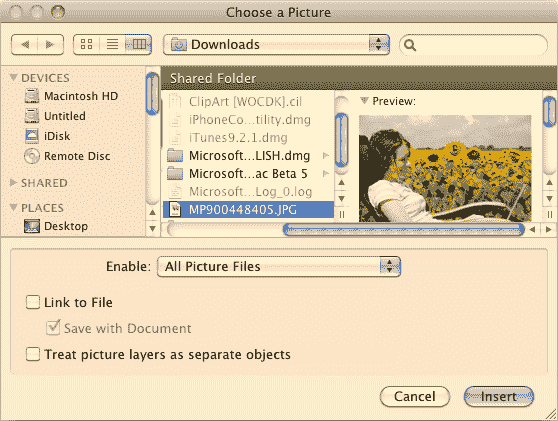 Choose a Picture
Downloads
DEVICES
Macintosh HD
Untitled
iDisk
Remote Disc
SHARED
PLACES
Desktop
Shared Folder
ClipArt [WOCDK].cil
iPhoneCo...tility.dmg
iTunes9.2.1.dmg
Microsoft...LISH.dmg
Microsoft...ac Beta 5
Microsoft...Log_0.log
MP900448405.JPG
Preview:
Enable: All Picture Files
Link to File
Save with Document
Treat picture layers as separate objects
Cancel Insert